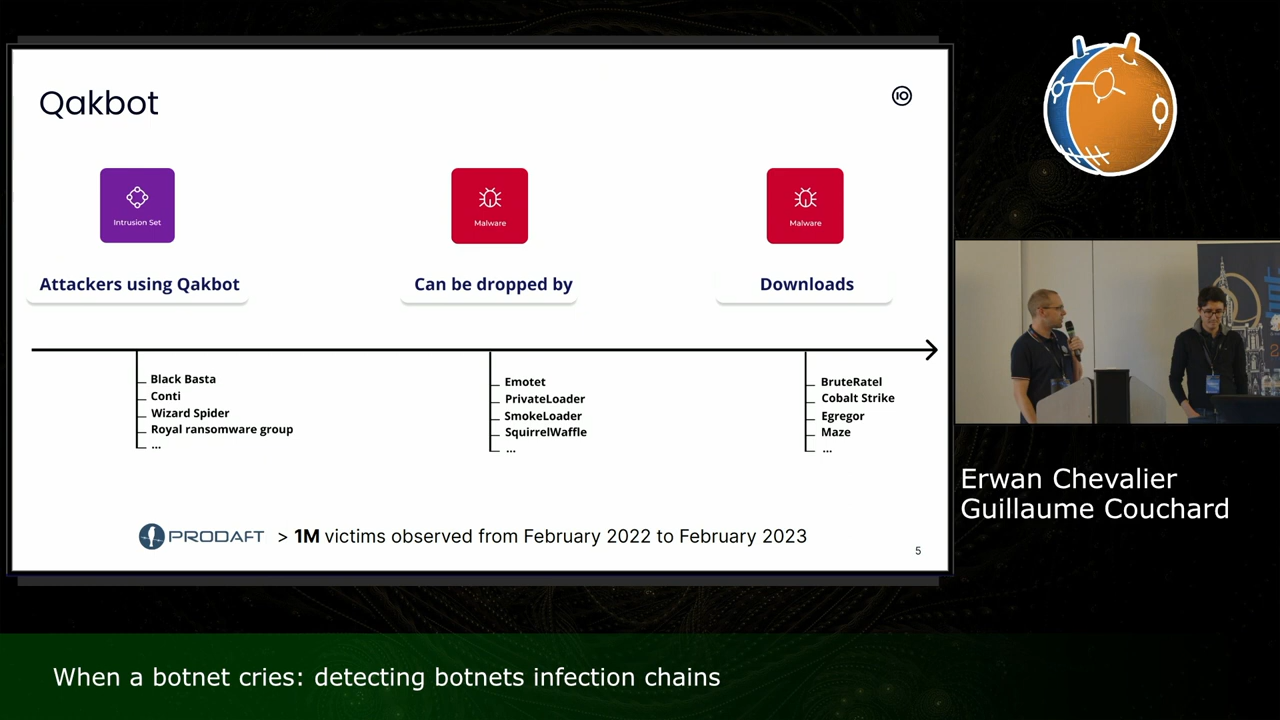 Qakbot
Intrusion Set
Malware
Malware
Attackers using Qakbot
Can be dropped by
Downloads
Black Basta
Conti
Wizard Spider
Royal ransomware group
...
Emotet
PrivateLoader
SmokeLoader
SquirrelWaffle
...
BruteRatel
Cobalt Strike
Egregor
Maze
...
PRODAFT > 1M victims observed from February 2022 to February 2023
5
Erwan Chevalier
Guillaume Couchard
When a botnet cries: detecting botnets infection chains